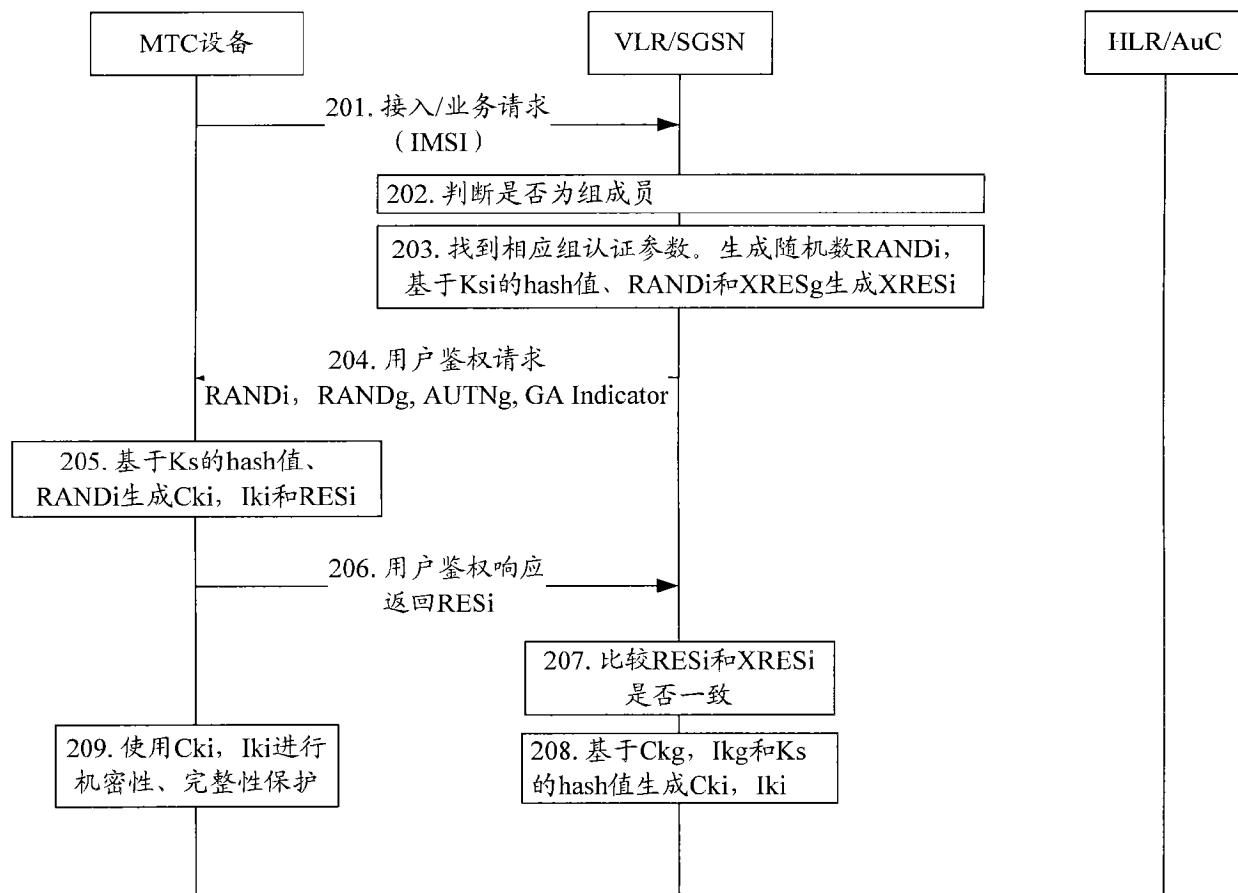 MTC设备
VLR/SGSN
HLR/AuC
201. 接入/业务请求
（IMSI）
202. 判断是否为组成员
203. 找到相应组认证参数。生成随机数RANDi，
基于Ksi的hash值、RANDi和XRESg生成XRESi
204. 用户鉴权请求
RANDi，RANDg, AUTNg, GA Indicator
205. 基于Ks的hash值、
RANDi生成Cki，Iki和RESi
206. 用户鉴权响应
返回RESi
207. 比较RESi和XRESi
是否一致
209. 使用Cki，Iki进行
机密性、完整性保护
208. 基于Ckg，Ikg和Ks
的hash值生成Cki，Iki